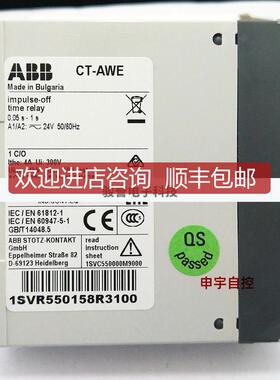 ABB
CT-AWE
Made in Bulgaria
impulse-off
time relay
0,05 s - 1 s
A1/A2: 24V 50/60Hz
1 C/O
欢迎进店咨询 顺丰包邮
IEC / EN 61812-1
IEC / EN 60947-5-1
GB/T14048.5
ABB STOTZ-KONTAKT
GmbH
Eppelheimer Straße 82
D-69123 Heidelberg
read
instruction
sheet
1SVC550000M9000
1SVR550158R3100
QS
passed
申宇自控